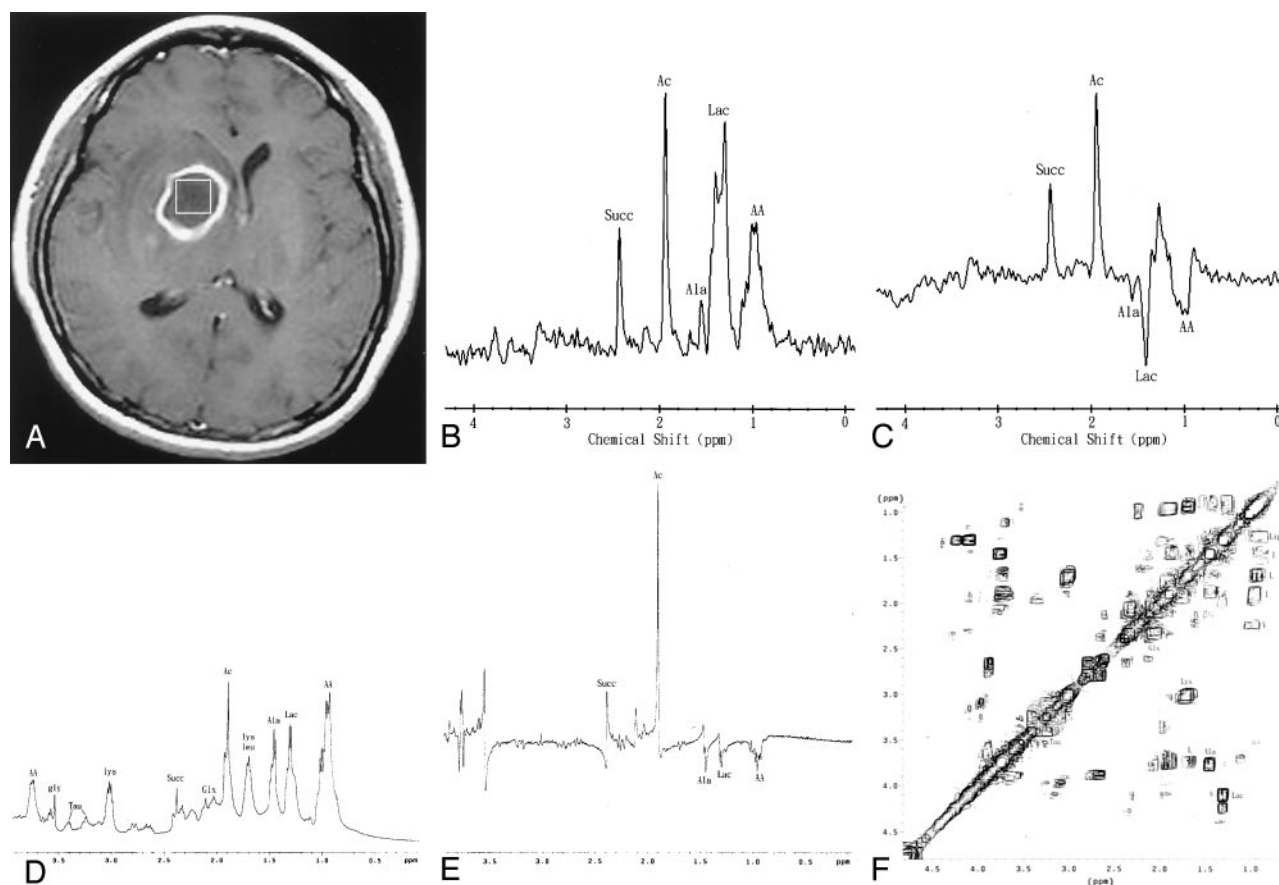 A
Succ
Ac
Ala
Lac
AA
4
3
2
1
0
Chemical Shift (ppm)
B
Succ
Ac
Ala
Lac
AA
4
3
2
1
0
Chemical Shift (ppm)
C
AA
gly
Tau
lys
Succ
Glx
Ac
lys
leu
Ala
Lac
AA
3.5
3.0
2.5
2.0
1.5
1.0
0.5
ppm
D
Succ
Ac
Ala
Lac
AA
3.5
3.0
2.5
2.0
1.5
1.0
0.5
ppm
E
(ppm)
1.0
1.5
2.0
2.5
3.0
3.5
4.0
4.5
L
Glx
Lys
Tau
Ala
Lac
4.5
4.0
3.5
3.0
2.5
2.0
1.5
1.0
(ppm)
F